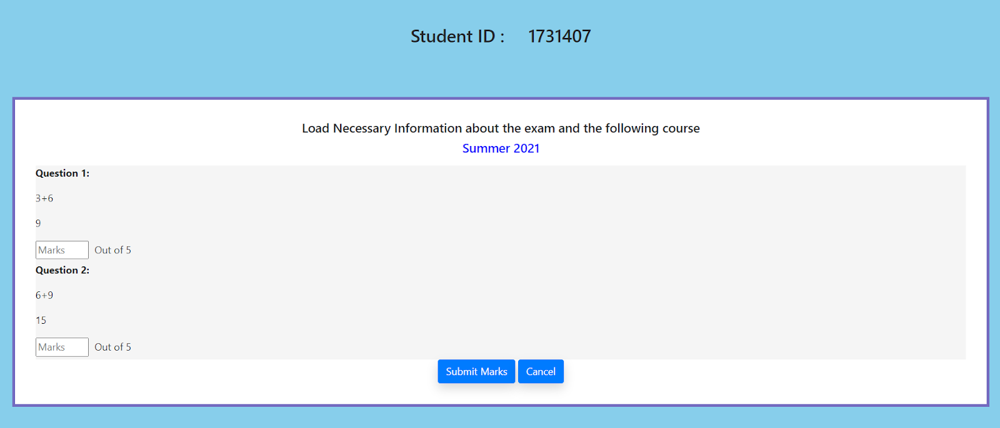 Student ID : 1731407
Load Necessary Information about the exam and the following course
Summer 2021
Question 1:
3+6
9
Marks Out of 5
Question 2:
6+9
15
Marks Out of 5
Submit Marks Cancel